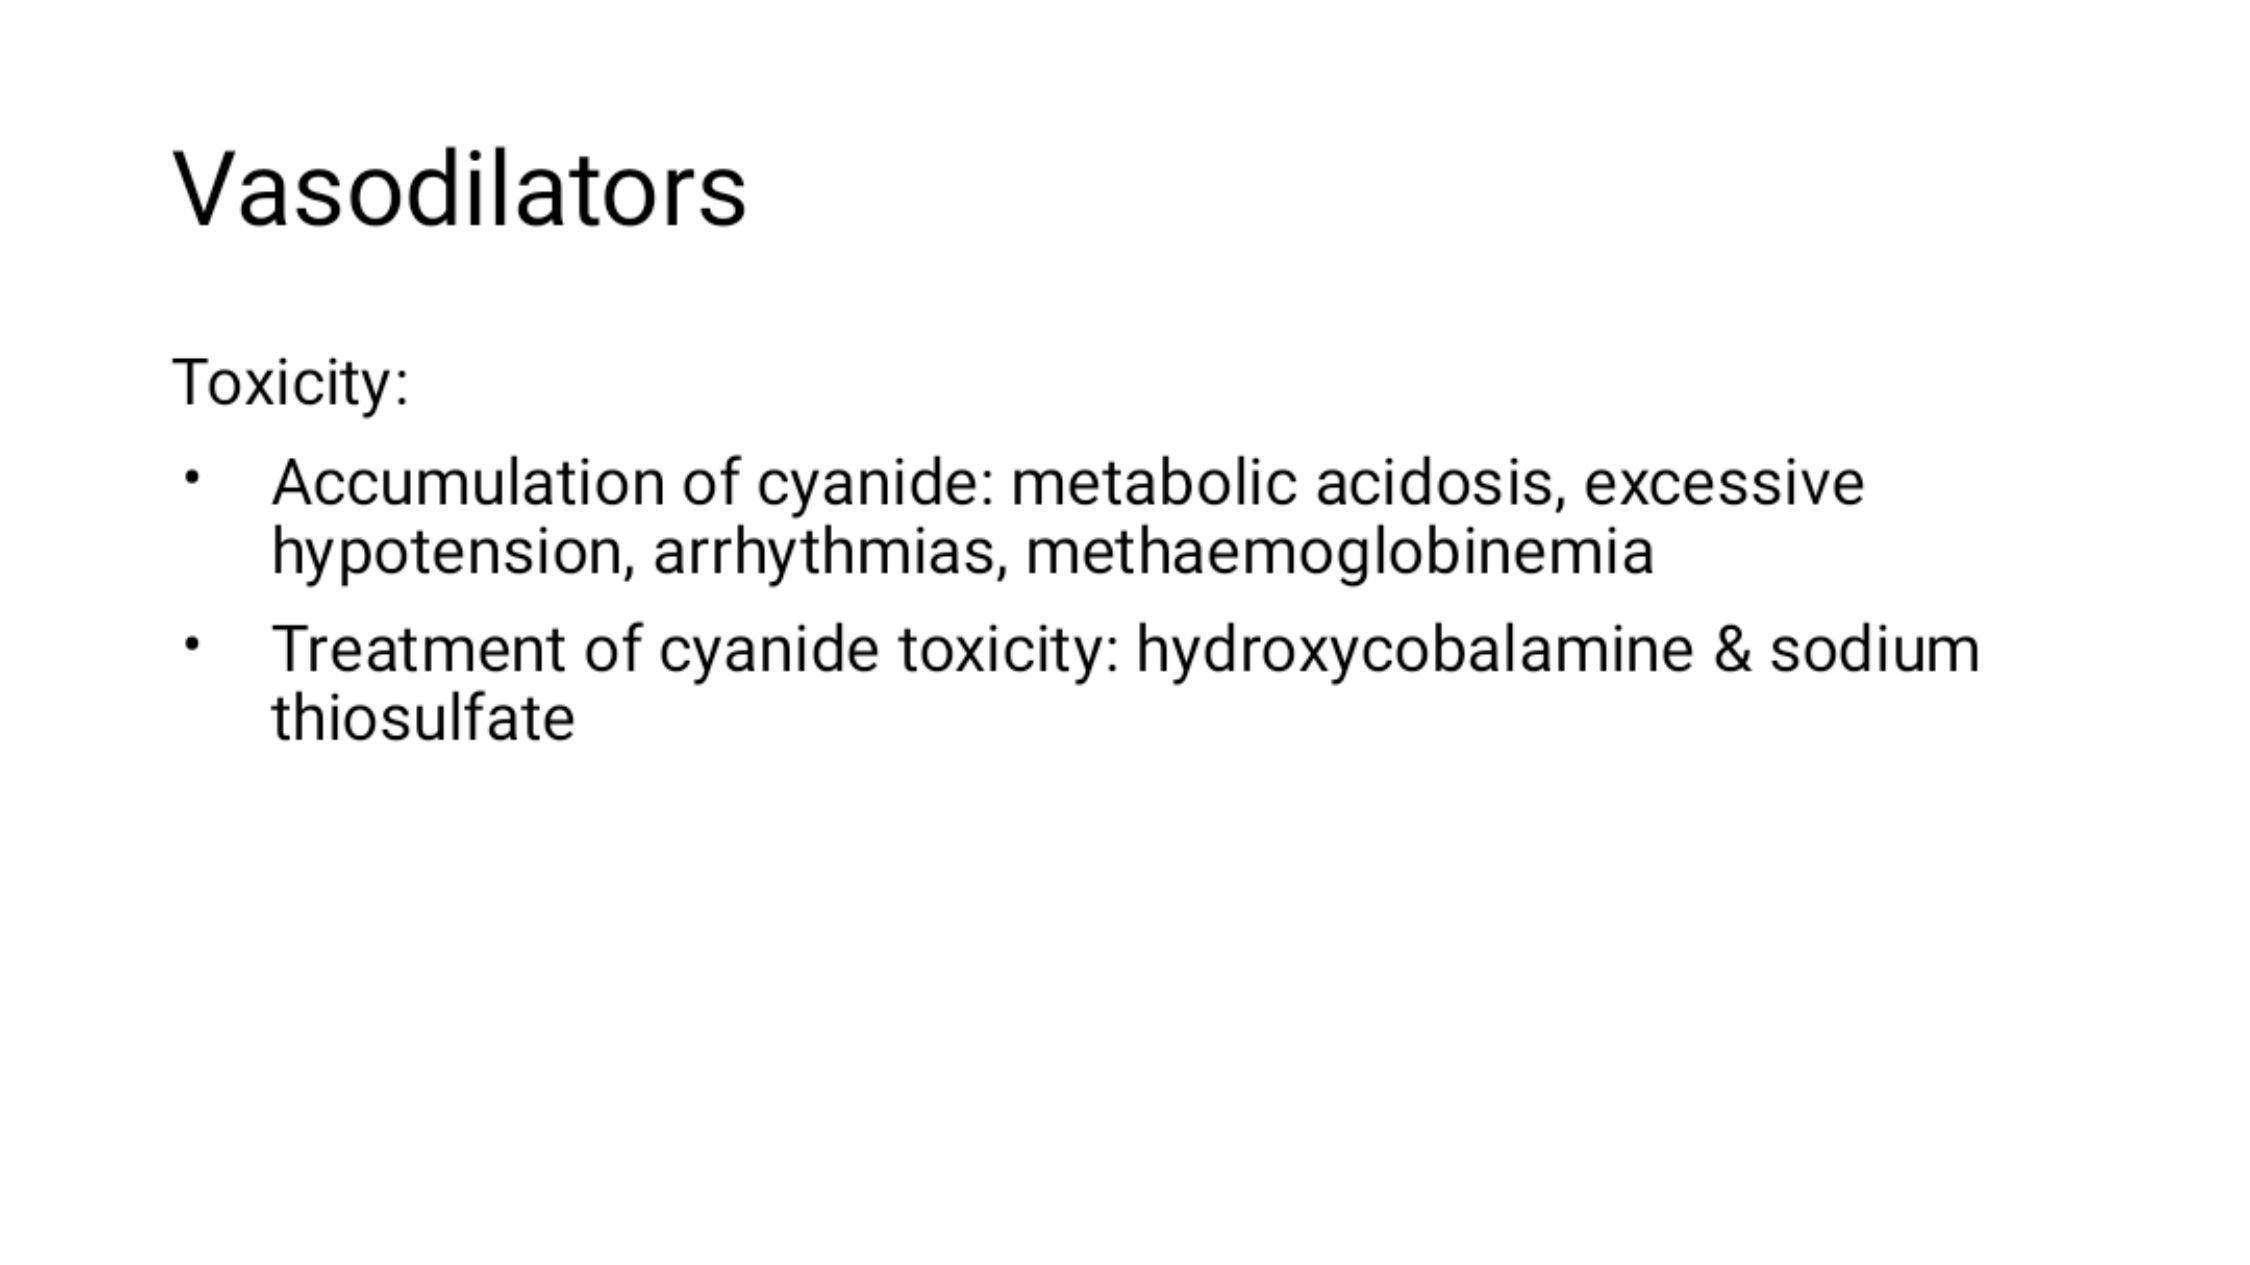 Vasodilators
Toxicity:
• Accumulation of cyanide: metabolic acidosis, excessive
hypotension, arrhythmias, methaemoglobinemia
• Treatment of cyanide toxicity: hydroxycobalamine & sodium
thiosulfate